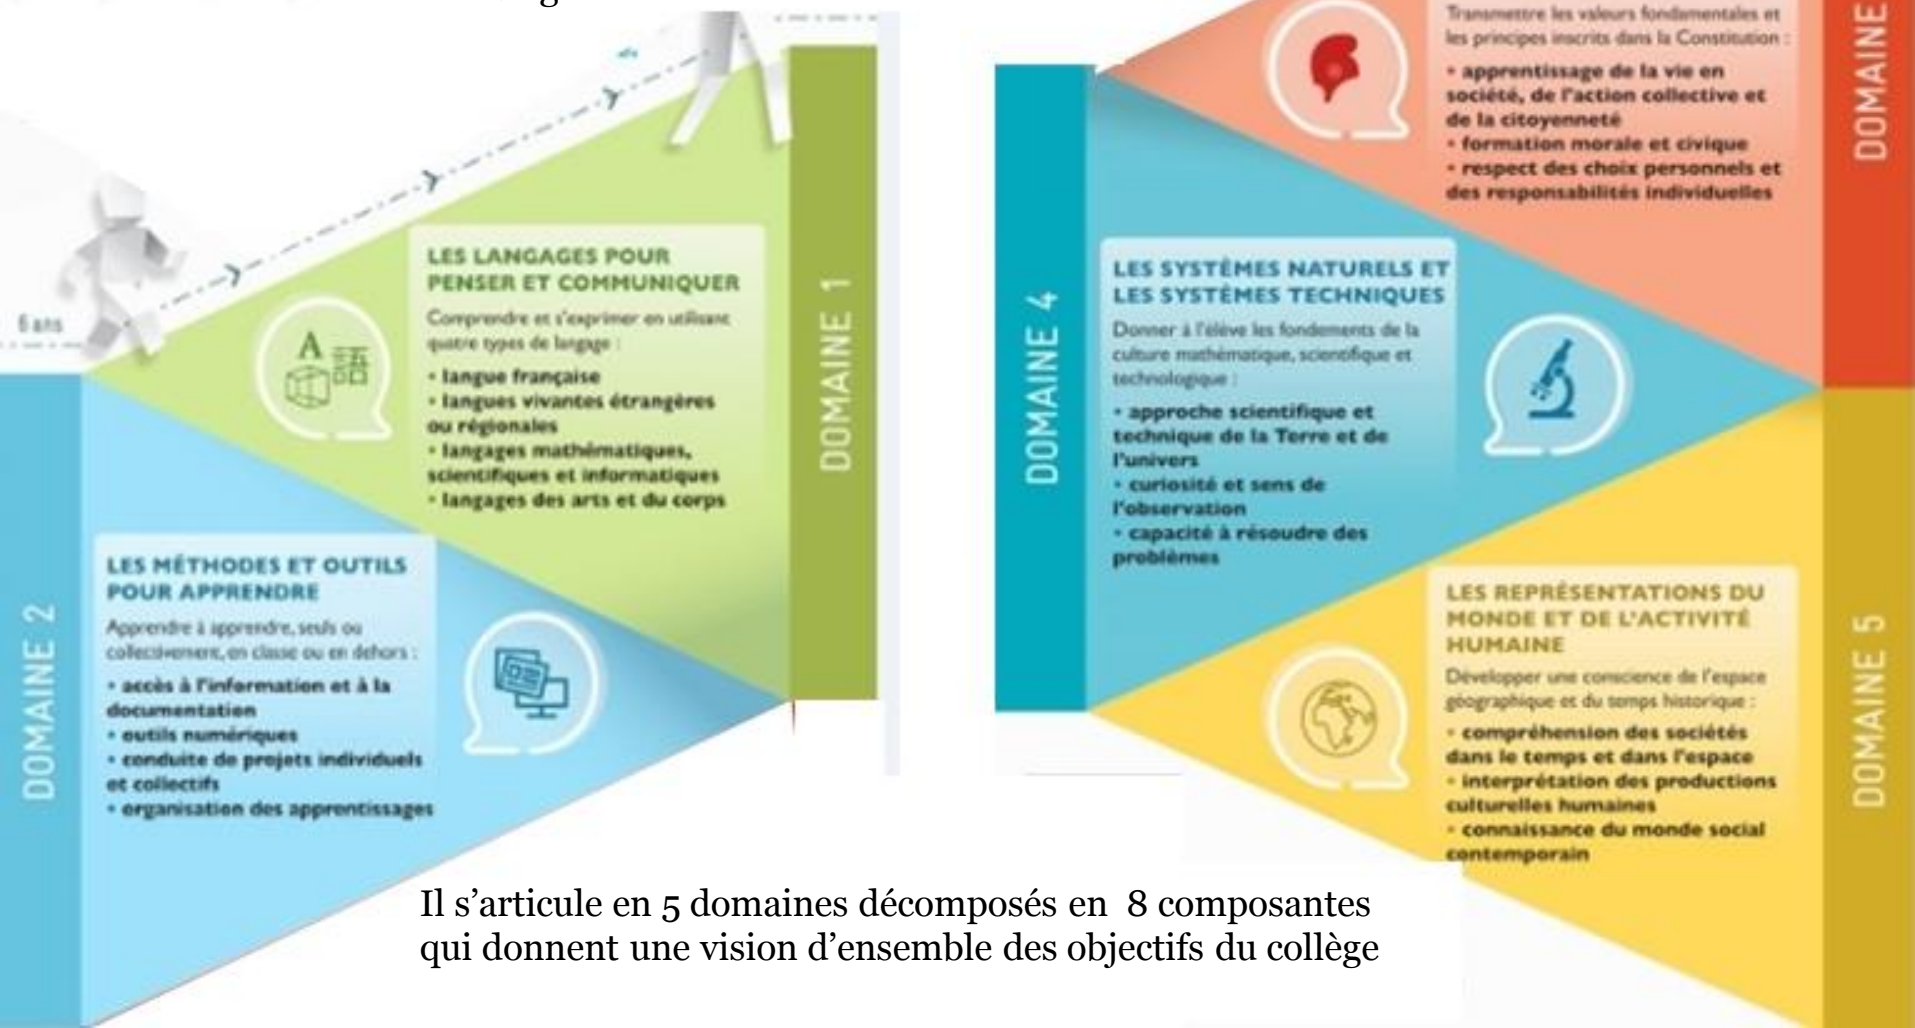 6 ans
LES LANGAGES POUR
PENSER ET COMMUNIQUER
Comprendre et s'exprimer en utilisant
quatre types de langage :
• langue française
• langues vivantes étrangères
ou régionales
• langages mathématiques,
scientifiques et informatiques
• langages des arts et du corps
DOMAINE 1
DOMAINE 2
LES MÉTHODES ET OUTILS
POUR APPRENDRE
Apprendre à apprendre, seuls ou
collectivement, en classe ou en dehors :
• accès à l'information et à la
documentation
• outils numériques
• conduite de projets individuels
et collectifs
• organisation des apprentissages
Transmettre les valeurs fondamentales et
les principes inscrits dans la Constitution :
• apprentissage de la vie en
société, de l'action collective et
de la citoyenneté
• formation morale et civique
• respect des choix personnels et
des responsabilités individuelles
DOMAINE
DOMAINE 4
LES SYSTÈMES NATURELS ET
LES SYSTÈMES TECHNIQUES
Donner à l'élève les fondements de la
culture mathématique, scientifique et
technologique :
• approche scientifique et
technique de la Terre et de
l'univers
• curiosité et sens de
l'observation
• capacité à résoudre des
problèmes
LES REPRÉSENTATIONS DU
MONDE ET DE L'ACTIVITÉ
HUMAINE
Développer une conscience de l'espace
géographique et du temps historique :
• compréhension des sociétés
dans le temps et dans l'espace
• interprétation des productions
culturelles humaines
• connaissance du monde social
contemporain
DOMAINE 5
Il s'articule en 5 domaines décomposés en 8 composantes
qui donnent une vision d'ensemble des objectifs du collège